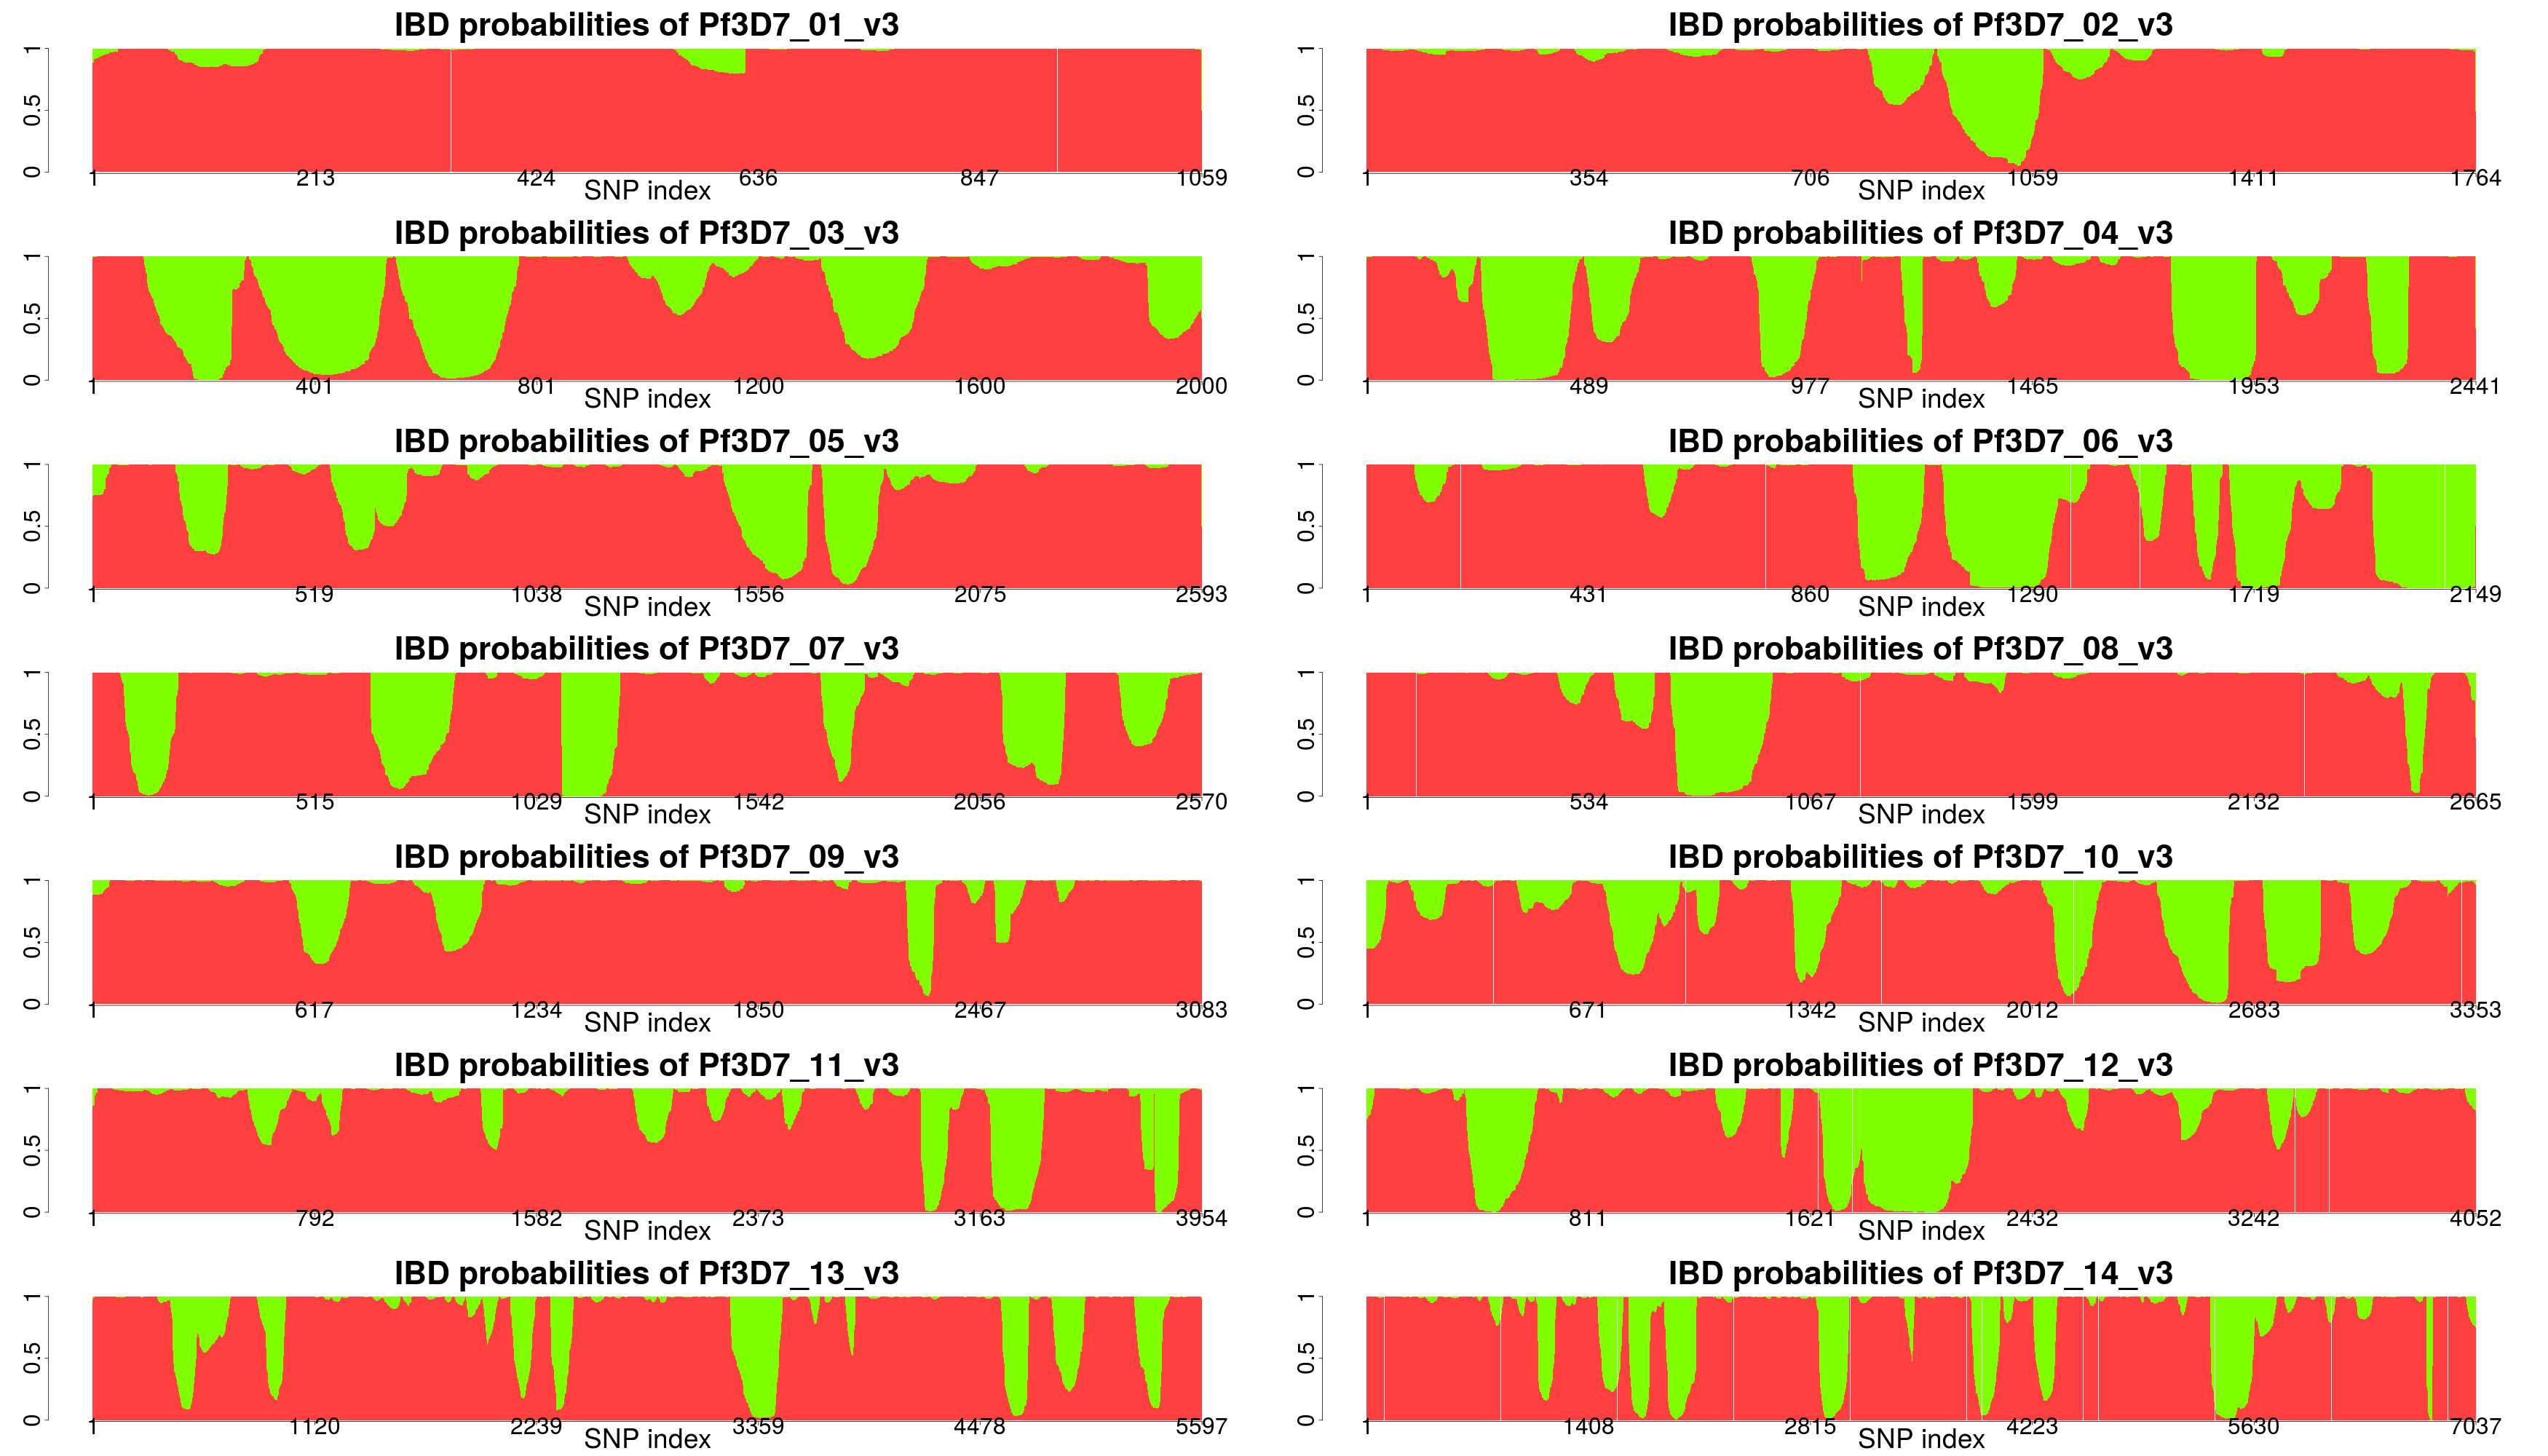 IBD probabilities of Pf3D7_01_v3
0 0.5 1
1 213 424 636 847 1059
SNP index
IBD probabilities of Pf3D7_02_v3
0 0.5 1
1 354 706 1059 1411 1764
SNP index
IBD probabilities of Pf3D7_03_v3
0 0.5 1
1 401 801 1200 1600 2000
SNP index
IBD probabilities of Pf3D7_04_v3
0 0.5 1
1 489 977 1465 1953 2441
SNP index
IBD probabilities of Pf3D7_05_v3
0 0.5 1
1 519 1038 1556 2075 2593
SNP index
IBD probabilities of Pf3D7_06_v3
0 0.5 1
1 431 860 1290 1719 2149
SNP index
IBD probabilities of Pf3D7_07_v3
0 0.5 1
1 515 1029 1542 2056 2570
SNP index
IBD probabilities of Pf3D7_08_v3
0 0.5 1
1 534 1067 1599 2132 2665
SNP index
IBD probabilities of Pf3D7_09_v3
0 0.5 1
1 617 1234 1850 2467 3083
SNP index
IBD probabilities of Pf3D7_10_v3
0 0.5 1
1 671 1342 2012 2683 3353
SNP index
IBD probabilities of Pf3D7_11_v3
0 0.5 1
1 792 1582 2373 3163 3954
SNP index
IBD probabilities of Pf3D7_12_v3
0 0.5 1
1 811 1621 2432 3242 4052
SNP index
IBD probabilities of Pf3D7_13_v3
0 0.5 1
1 1120 2239 3359 4478 5597
SNP index
IBD probabilities of Pf3D7_14_v3
0 0.5 1
1 1408 2815 4223 5630 7037
SNP index